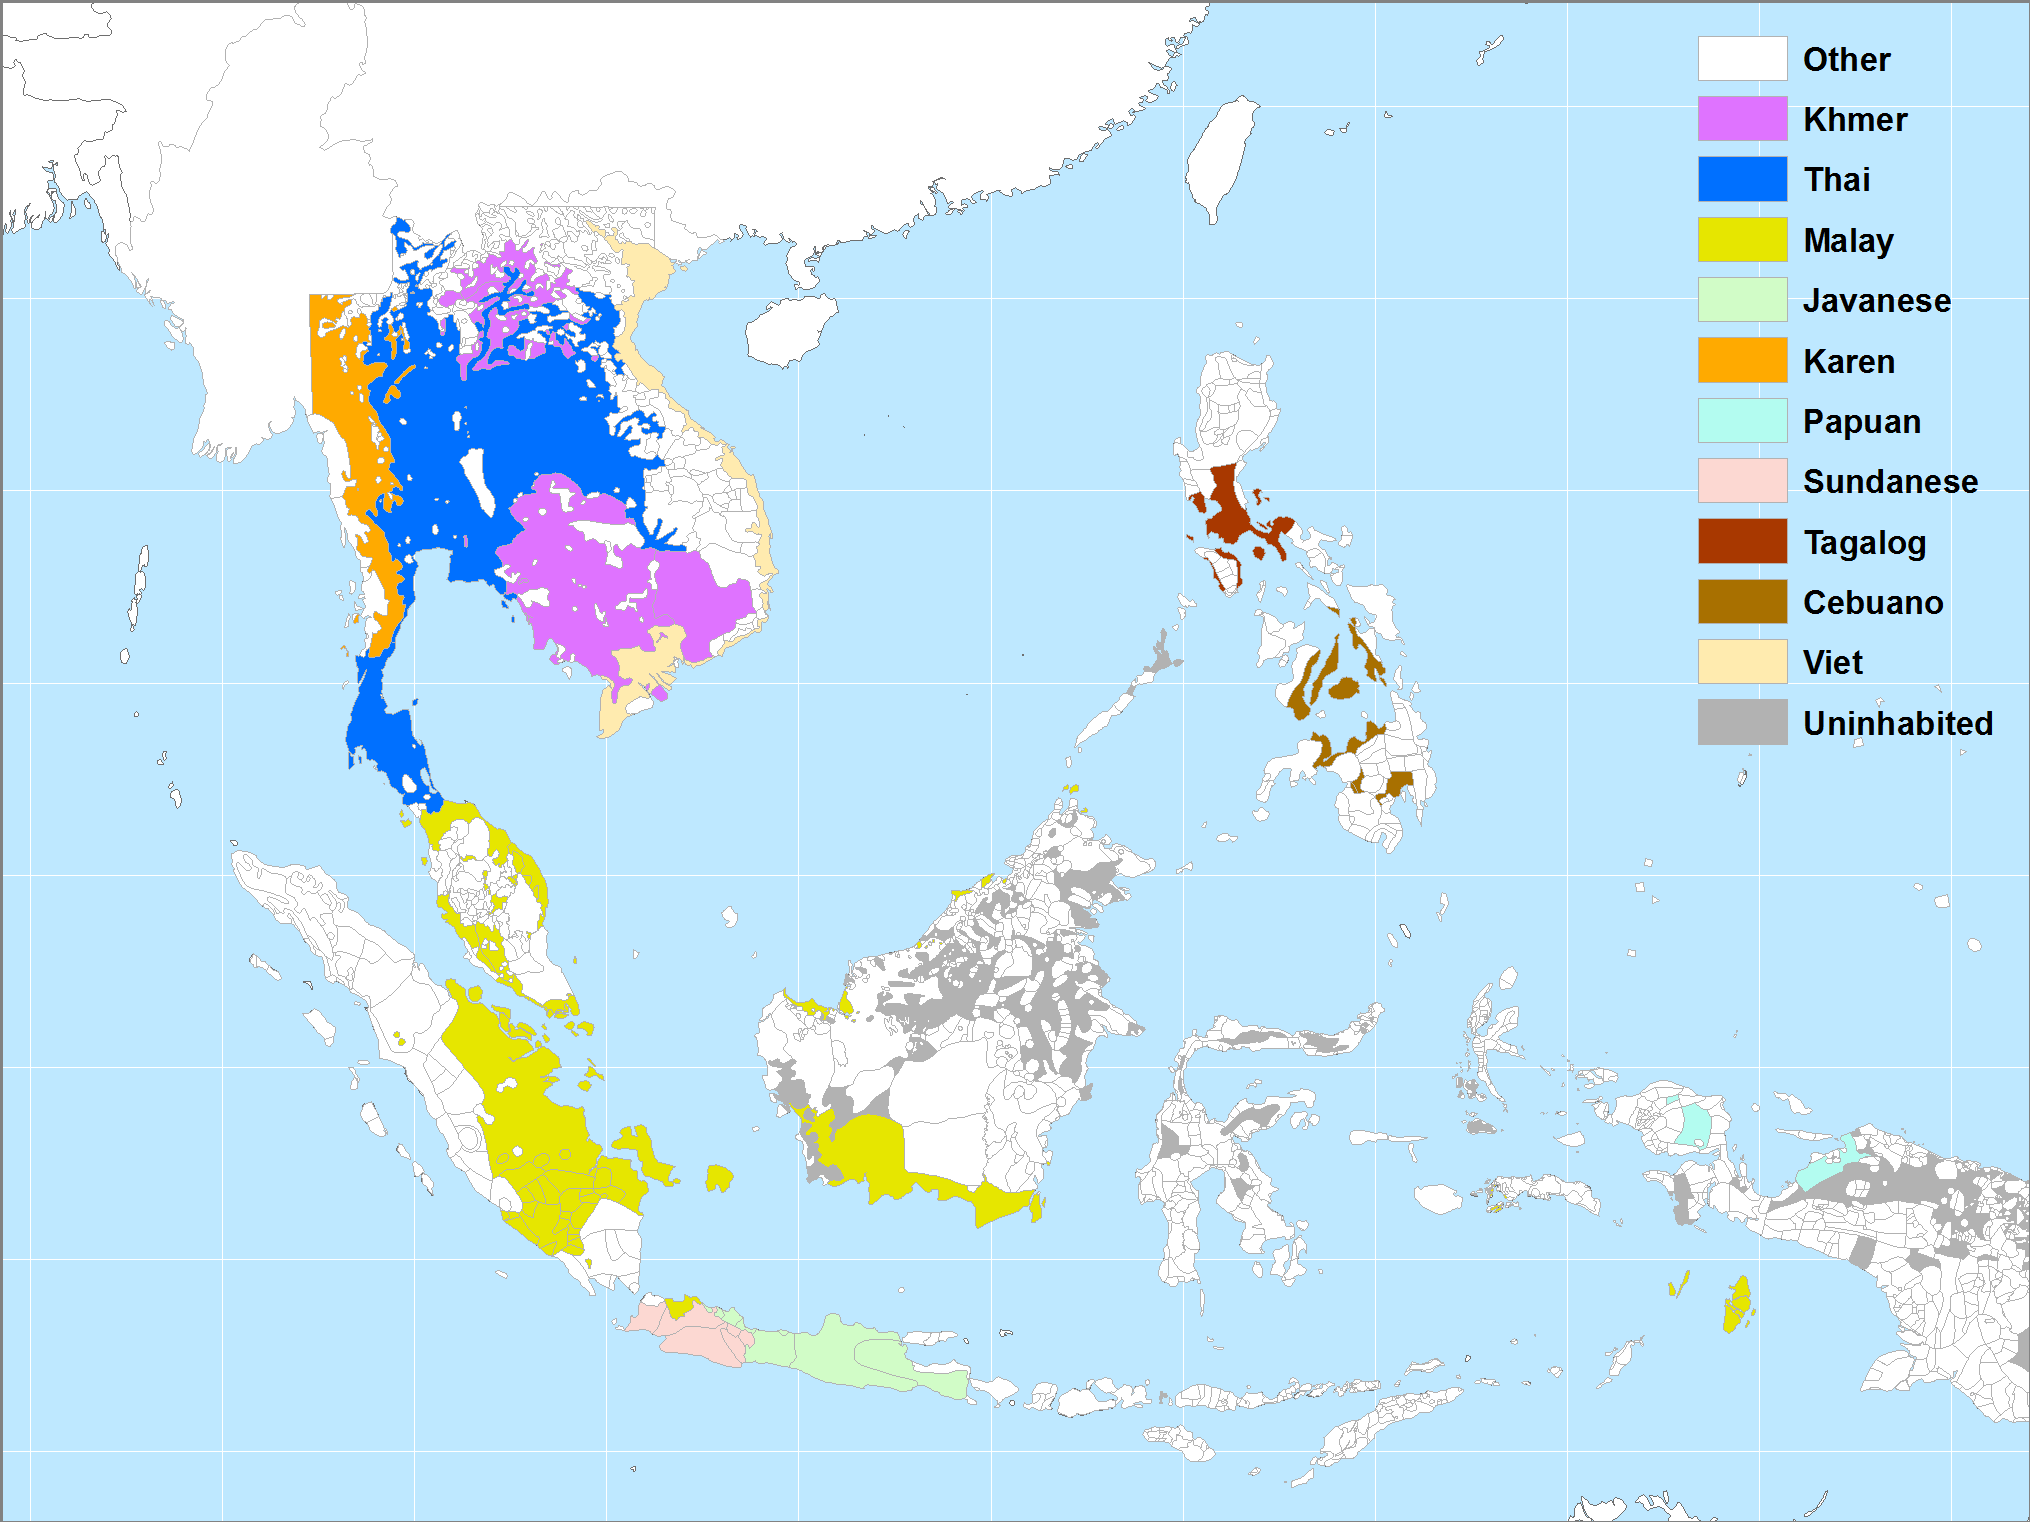 Other
Khmer
Thai
Malay
Javanese
Karen
Papuan
Sundanese
Tagalog
Cebuano
Viet
Uninhabited